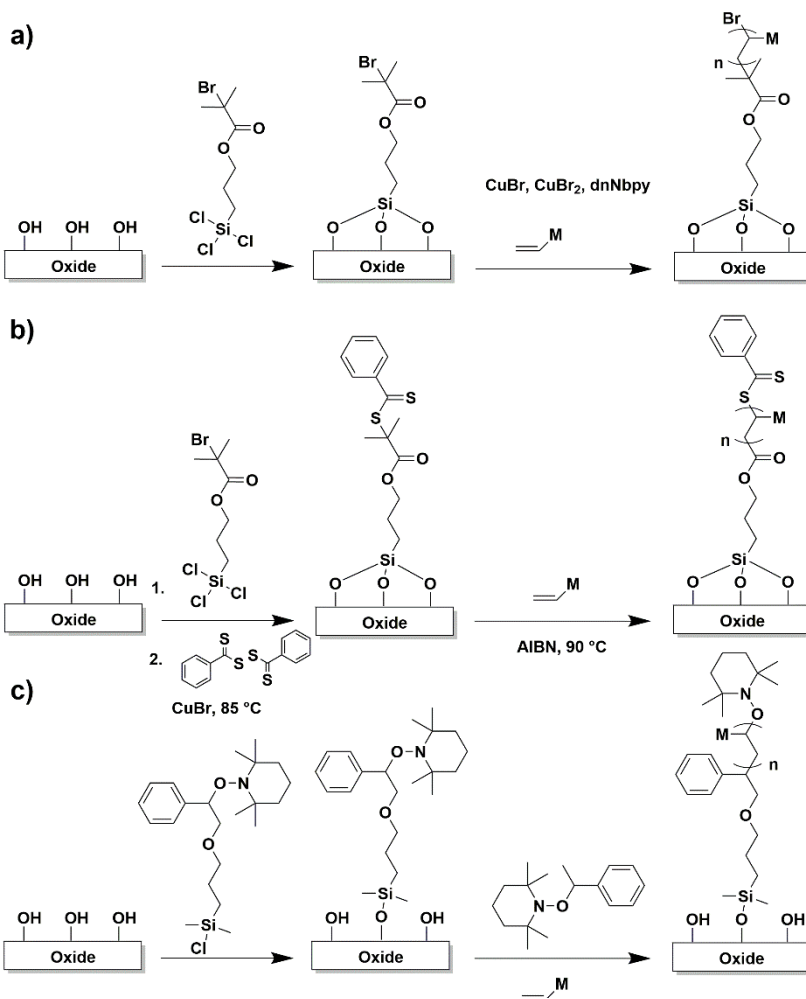 a)
OH OH OH
Oxide
Br
O
O
Cl
Si
Cl
Cl
Br
O
O
Si
O O O
Oxide
CuBr, CuBr2, dnNbpy
M
Br
M
n
O
O
Si
O O O
Oxide
b)
OH OH OH
Oxide
1.
Br
O
O
Cl
Si
Cl
Cl
2.
S
S
S
S
CuBr, 85 °C
S
S
O
O
Si
O O O
Oxide
M
AIBN, 90 °C
S
S
M
n
O
O
Si
O O O
Oxide
c)
OH OH OH
Oxide
O
N
O
Si
Cl
O
N
O
Si
OH O OH
Oxide
N
O
M
N
O
M
n
O
Si
OH O OH
Oxide